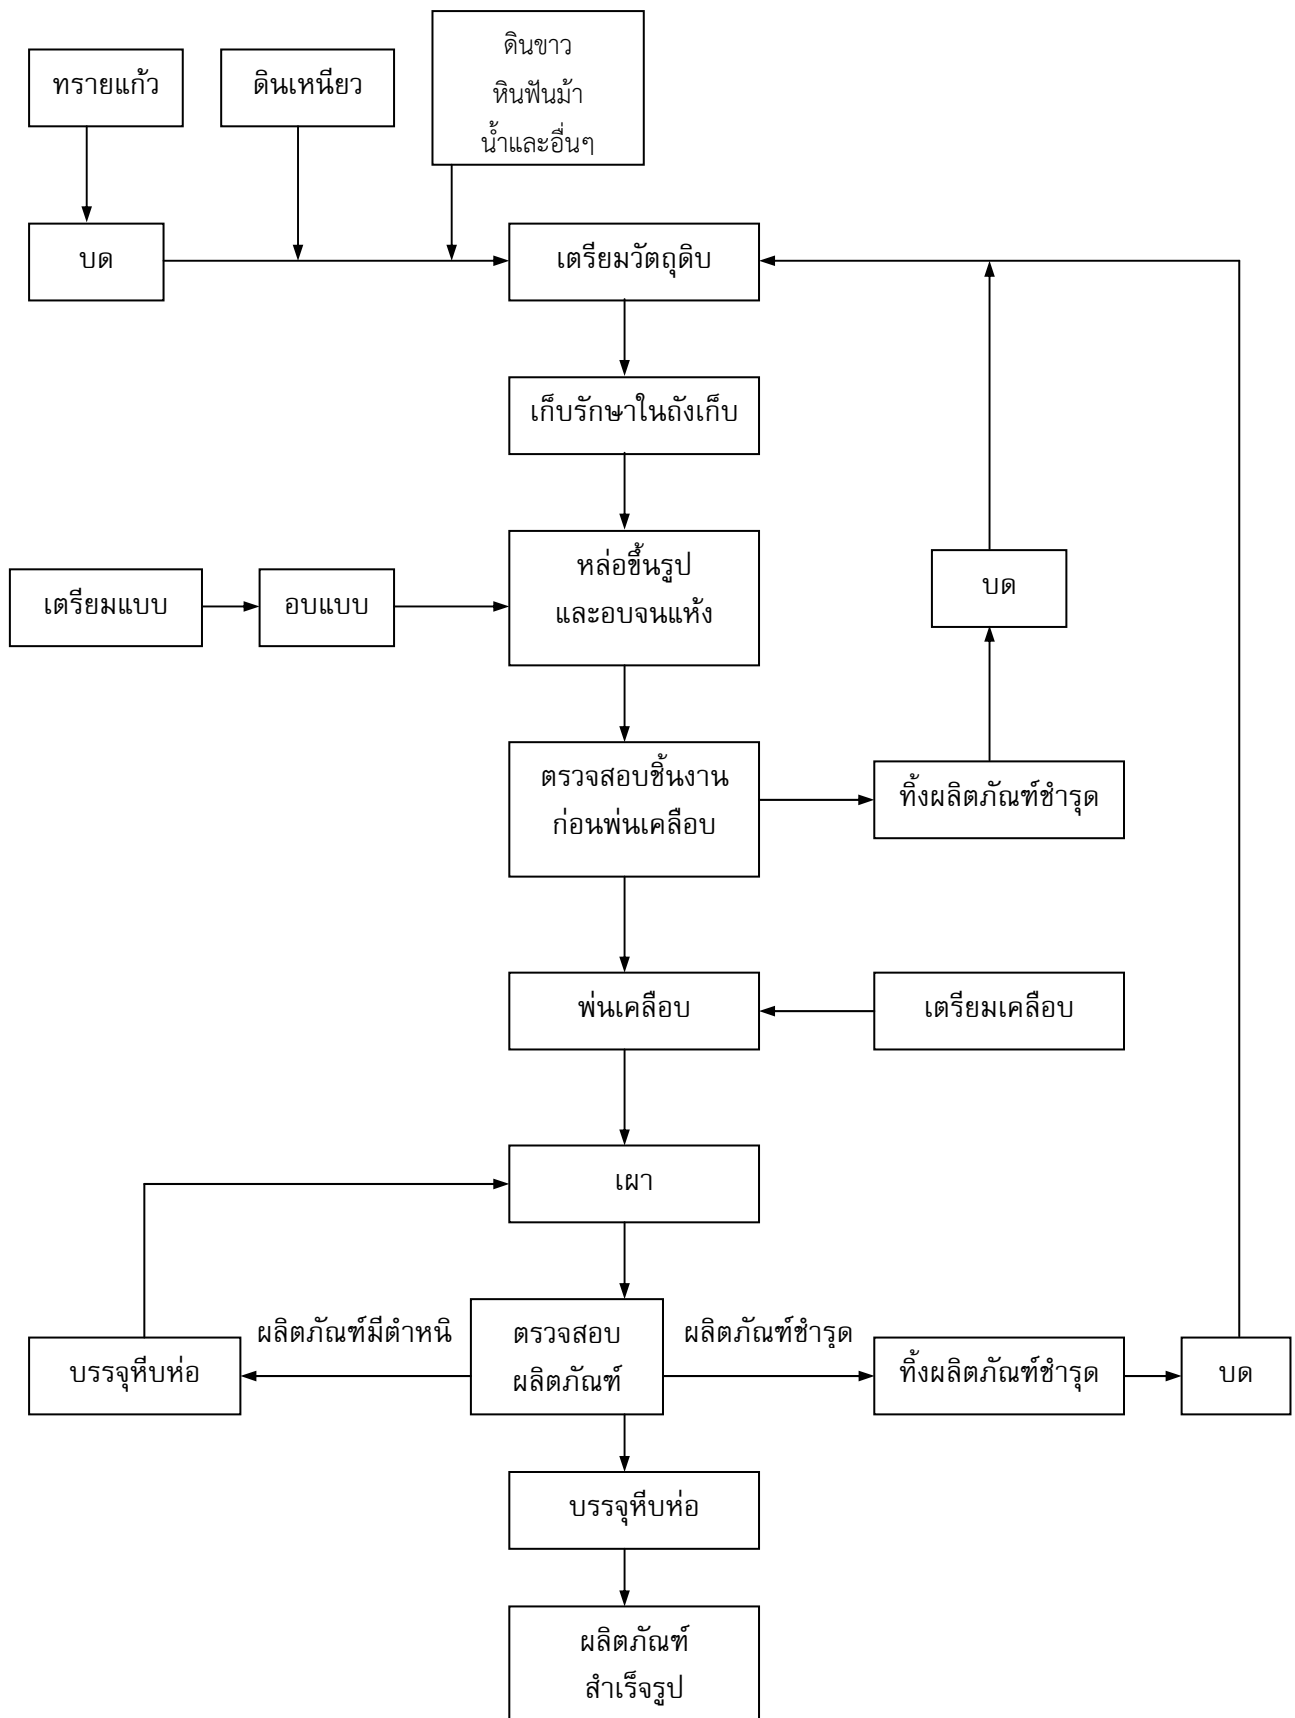 ทรายแก้ว
ดินเหนียว
ดินขาว
หินฟันม้า
น้ำและอื่นๆ
บด
เตรียมวัตถุดิบ
เก็บรักษาในถังเก็บ
เตรียมแบบ
อบแบบ
หล่อขึ้นรูป
และอบจนแห้ง
บด
ตรวจสอบชิ้นงาน
ก่อนพ่นเคลือบ
ทิ้งผลิตภัณฑ์ชำรุด
พ่นเคลือบ
เตรียมเคลือบ
เผา
ผลิตภัณฑ์มีตำหนิ
ตรวจสอบ
ผลิตภัณฑ์
ผลิตภัณฑ์ชำรุด
บรรจุหีบห่อ
ทิ้งผลิตภัณฑ์ชำรุด
บด
บรรจุหีบห่อ
ผลิตภัณฑ์
สำเร็จรูป